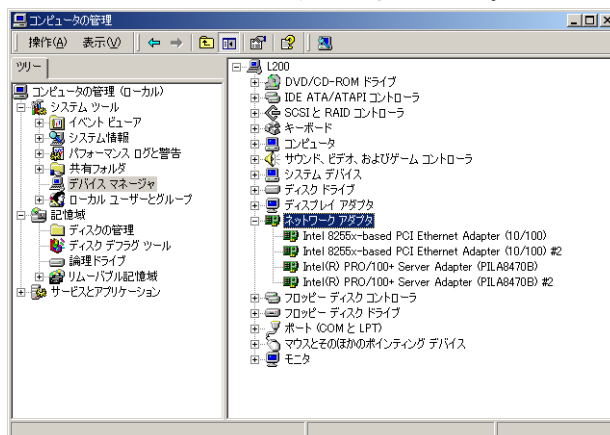 コンピュータの管理
操作(A) 表示(V)
ツリー
コンピュータの管理 (ローカル)
システム ツール
イベント ビューア
システム情報
パフォーマンス ログと警告
共有フォルダ
デバイス マネージャ
ローカル ユーザーとグループ
記憶域
ディスクの管理
ディスク デフラグ ツール
論理ドライブ
リムーバブル記憶域
サービスとアプリケーション
L200
DVD/CD-ROM ドライブ
IDE ATA/ATAPI コントローラ
SCSI と RAID コントローラ
キーボード
コンピュータ
サウンド、ビデオ、およびゲーム コントローラ
システム デバイス
ディスク ドライブ
ディスプレイ アダプタ
ネットワーク アダプタ
Intel 8255x-based PCI Ethernet Adapter (10/100)
Intel 8255x-based PCI Ethernet Adapter (10/100) #2
Intel(R) PRO/100+ Server Adapter (PILA8470B)
Intel(R) PRO/100+ Server Adapter (PILA8470B) #2
フロッピー ディスク コントローラ
フロッピー ディスク ドライブ
ポート (COM と LPT)
マウスとそのほかのポインティング デバイス
モニタ